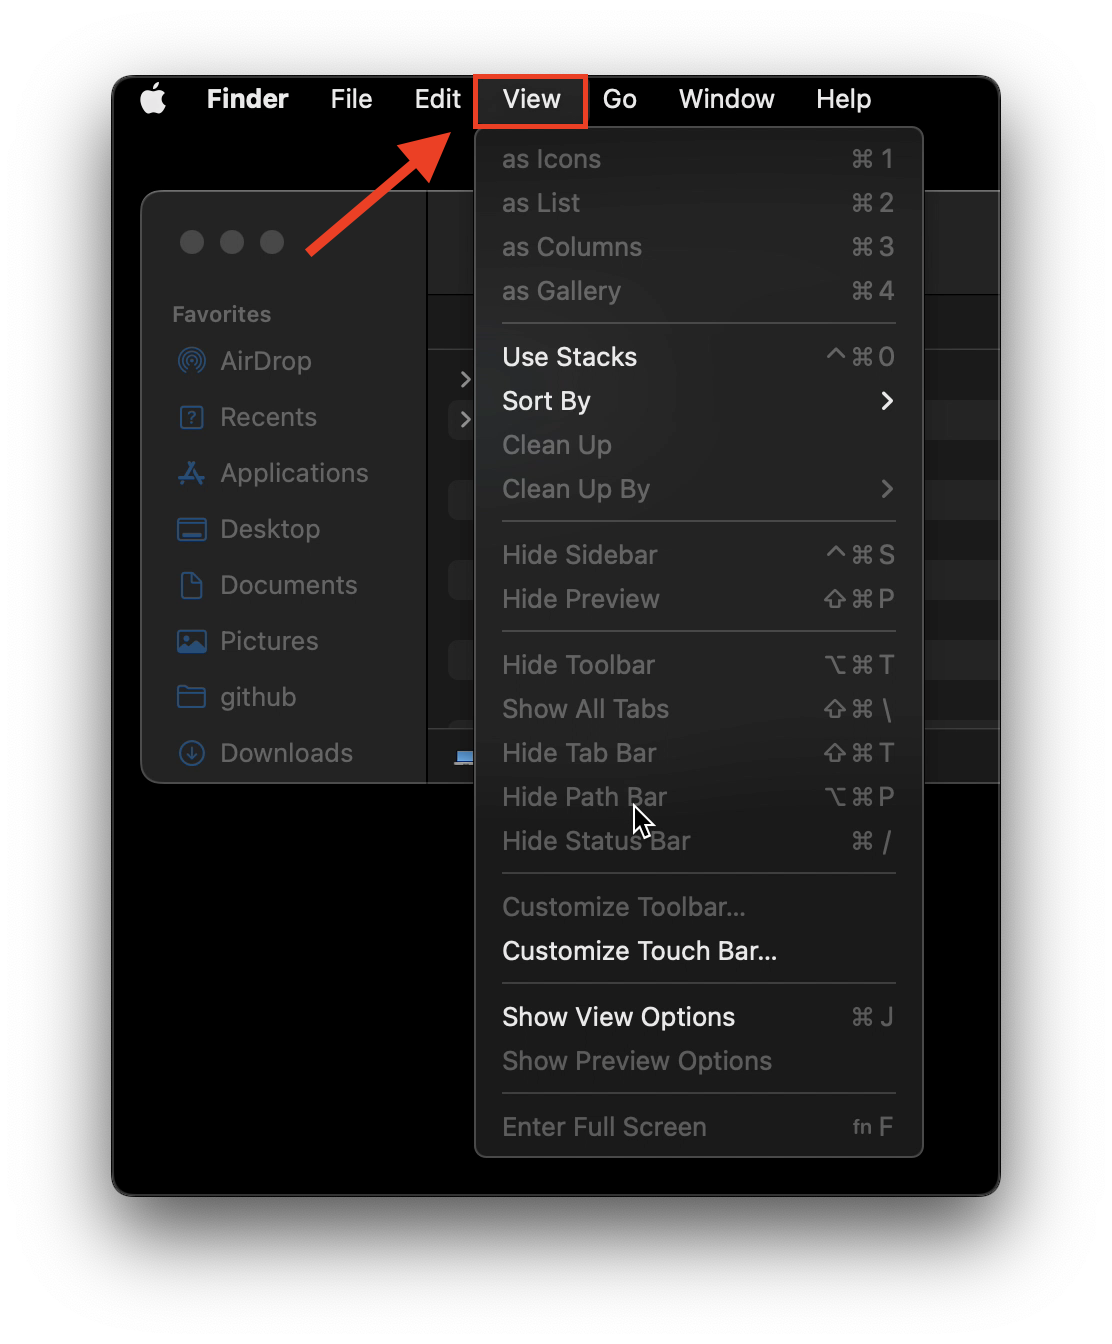 Finder File Edit View Go Window Help
as Icons ⌘ 1
as List ⌘ 2
as Columns ⌘ 3
as Gallery ⌘ 4
Use Stacks ^ ⌘ 0
Sort By >
Clean Up
Clean Up By >
Hide Sidebar ^ ⌘ S
Hide Preview ⇧ ⌘ P
Hide Toolbar ⌥ ⌘ T
Show All Tabs ⇧ ⌘ \
Hide Tab Bar ⇧ ⌘ T
Hide Path Bar ⌥ ⌘ P
Hide Status Bar ⌘ /
Customize Toolbar...
Customize Touch Bar...
Show View Options ⌘ J
Show Preview Options
Enter Full Screen fn F
Favorites
AirDrop
Recents
Applications
Desktop
Documents
Pictures
github
Downloads